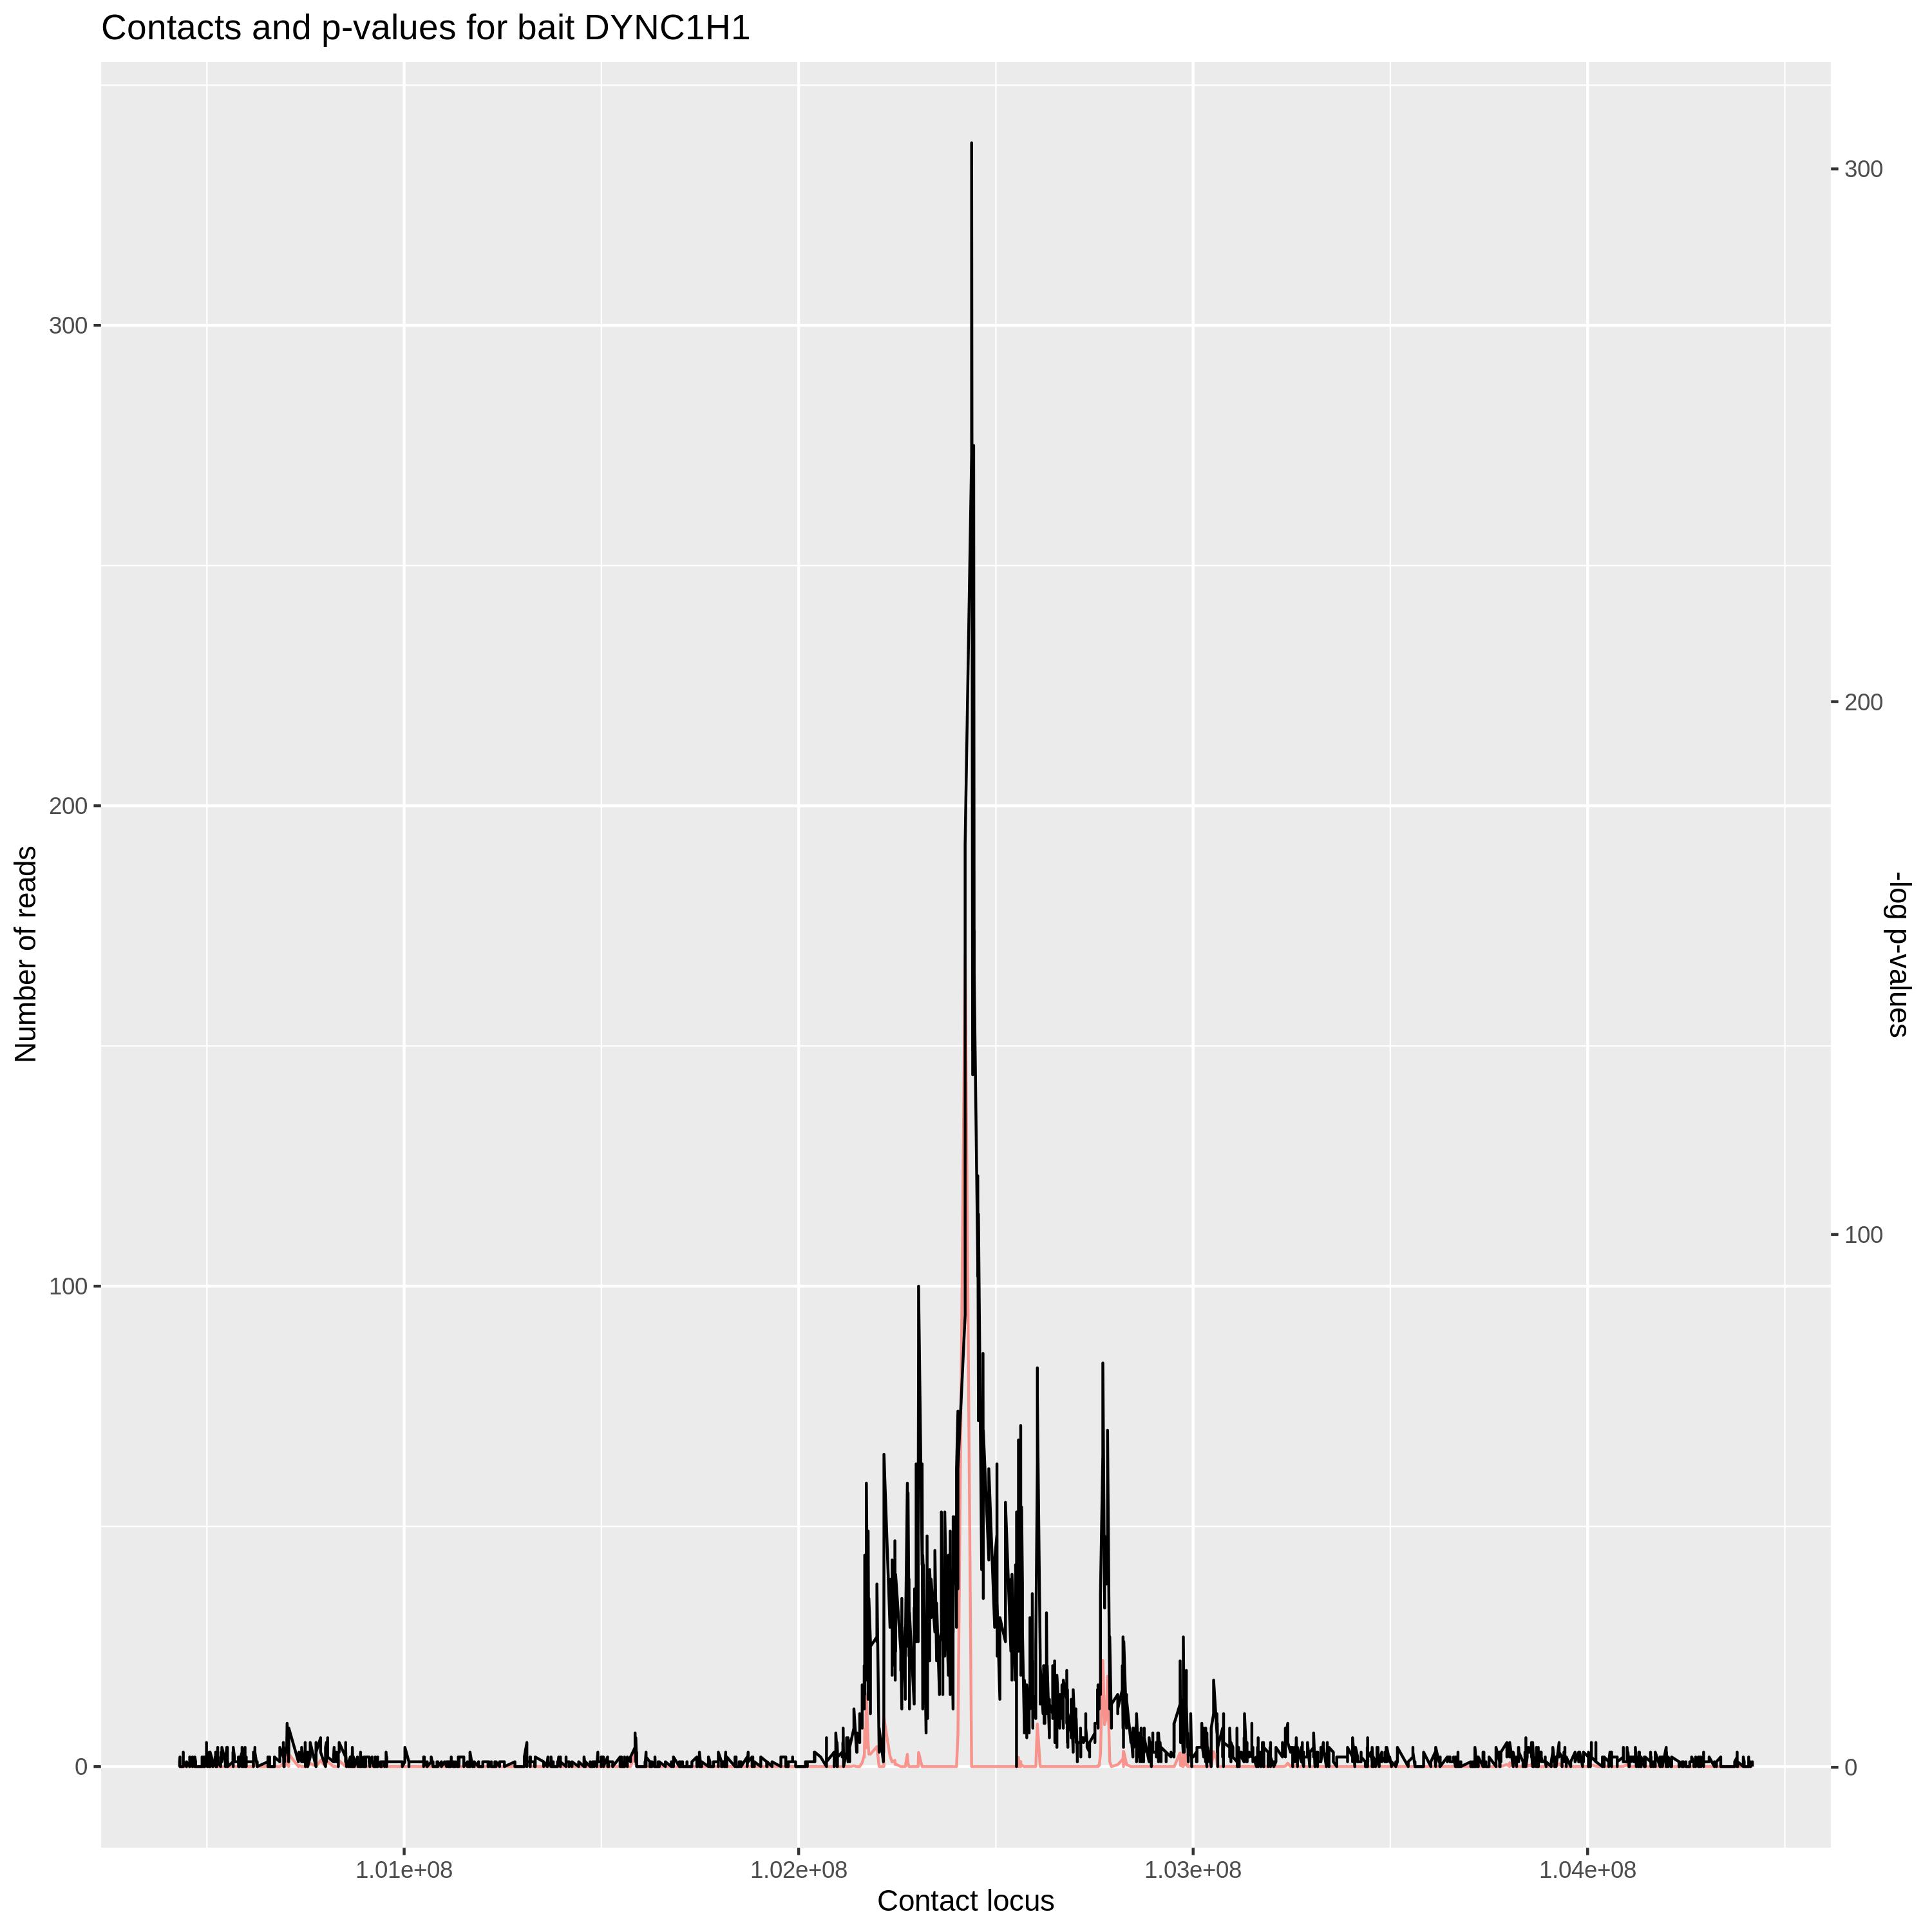 Contacts and p-values for bait DYNC1H1
300
200
100
0
Number of reads
300
200
100
0
-log p-values
1.01e+08
1.02e+08
1.03e+08
1.04e+08
Contact locus